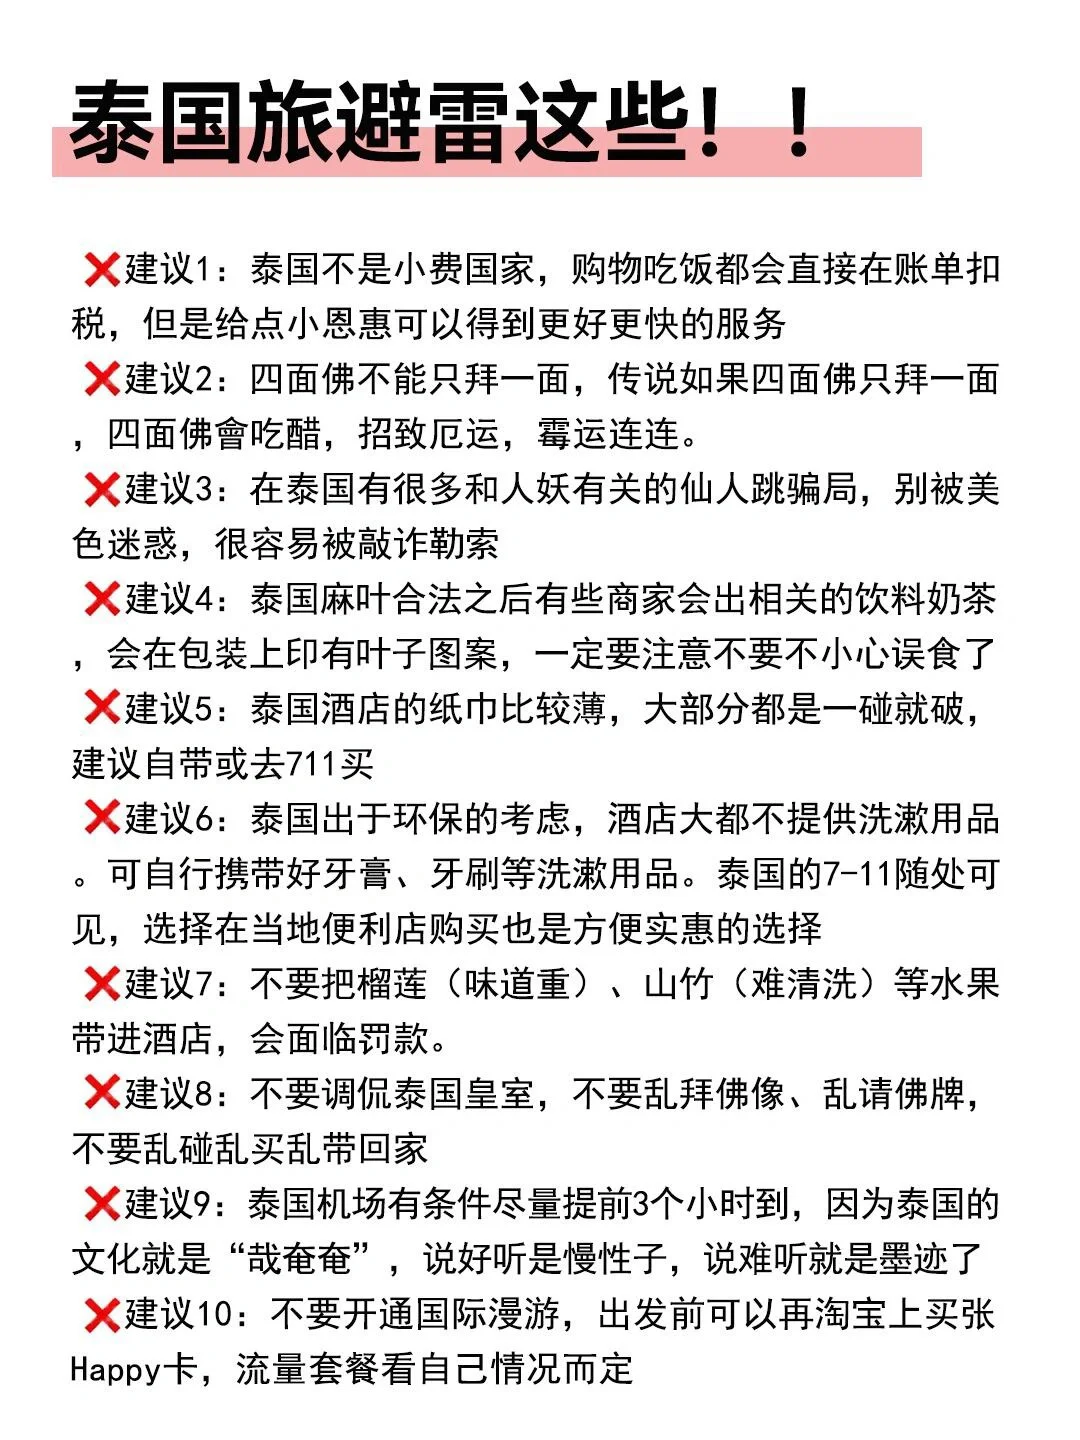 泰国旅避雷这些！！
❌建议1：泰国不是小费国家，购物吃饭都会直接在账单扣
税，但是给点小恩惠可以得到更好更快的服务
❌建议2：四面佛不能只拜一面，传说如果四面佛只拜一面
，四面佛會吃醋，招致厄运，霉运连连。
❌建议3：在泰国有很多和人妖有关的仙人跳骗局，别被美
色迷惑，很容易被敲诈勒索
❌建议4：泰国麻叶合法之后有些商家会出相关的饮料奶茶
，会在包装上印有叶子图案，一定要注意不要不小心误食了
❌建议5：泰国酒店的纸巾比较薄，大部分都是一碰就破，
建议自带或去711买
❌建议6：泰国出于环保的考虑，酒店大都不提供洗漱用品
。可自行携带好牙膏、牙刷等洗漱用品。泰国的7-11随处可
见，选择在当地便利店购买也是方便实惠的选择
❌建议7：不要把榴莲（味道重）、山竹（难清洗）等水果
带进酒店，会面临罚款。
❌建议8：不要调侃泰国皇室，不要乱拜佛像、乱请佛牌，
不要乱碰乱买乱带回家
❌建议9：泰国机场有条件尽量提前3个小时到，因为泰国的
文化就是“哉奄奄”，说好听是慢性子，说难听就是墨迹了
❌建议10：不要开通国际漫游，出发前可以再淘宝上买张
Happy卡，流量套餐看自己情况而定